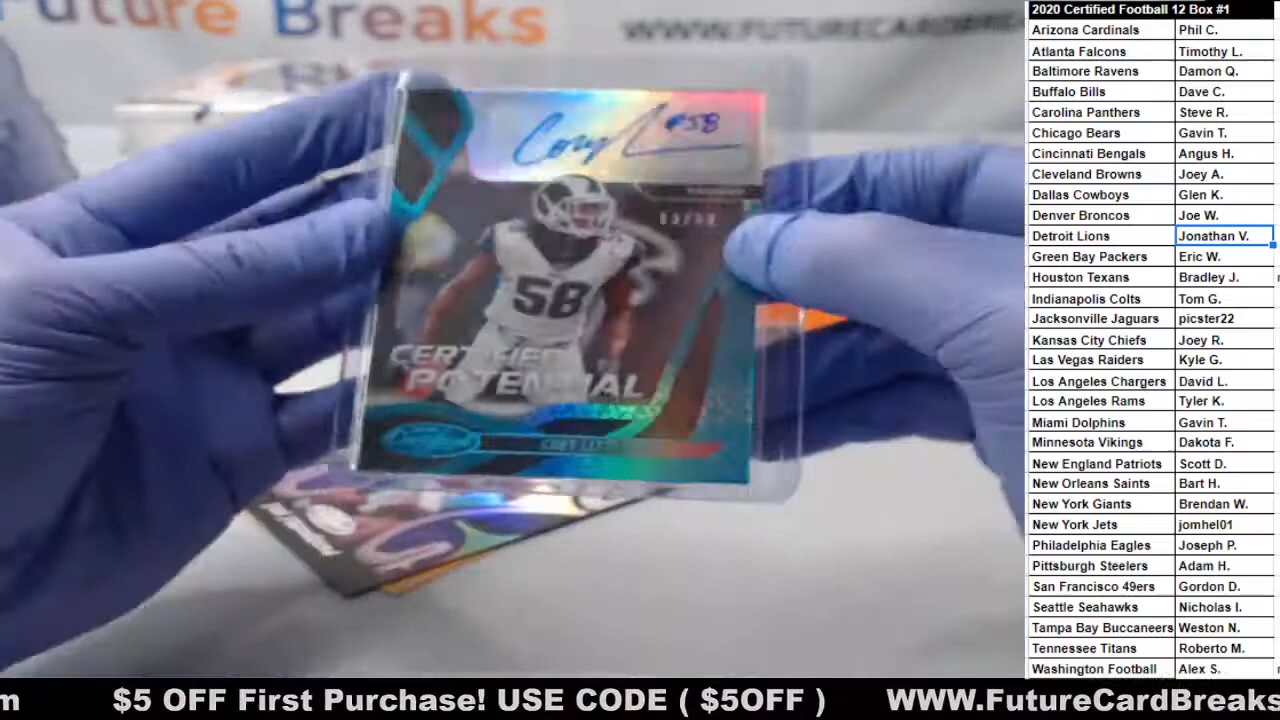 Future Breaks
WWW.FUTURECARDBREA
#58
58
CERTIFIED
POTENTIAL
2020 Certified Football 12 Box #1
Arizona Cardinals Phil C.
Atlanta Falcons Timothy L.
Baltimore Ravens Damon Q.
Buffalo Bills Dave C.
Carolina Panthers Steve R.
Chicago Bears Gavin T.
Cincinnati Bengals Angus H.
Cleveland Browns Joey A.
Dallas Cowboys Glen K.
Denver Broncos Joe W.
Detroit Lions Jonathan V.
Green Bay Packers Eric W.
Houston Texans Bradley J.
Indianapolis Colts Tom G.
Jacksonville Jaguars picster22
Kansas City Chiefs Joey R.
Las Vegas Raiders Kyle G.
Los Angeles Chargers David L.
Los Angeles Rams Tyler K.
Miami Dolphins Gavin T.
Minnesota Vikings Dakota F.
New England Patriots Scott D.
New Orleans Saints Bart H.
New York Giants Brendan W.
New York Jets jomhel01
Philadelphia Eagles Joseph P.
Pittsburgh Steelers Adam H.
San Francisco 49ers Gordon D.
Seattle Seahawks Nicholas I.
Tampa Bay Buccaneers Weston N.
Tennessee Titans Roberto M.
Washington Football Alex S.
m $5 OFF First Purchase! USE CODE ( $5OFF ) WWW.FutureCardBreaks